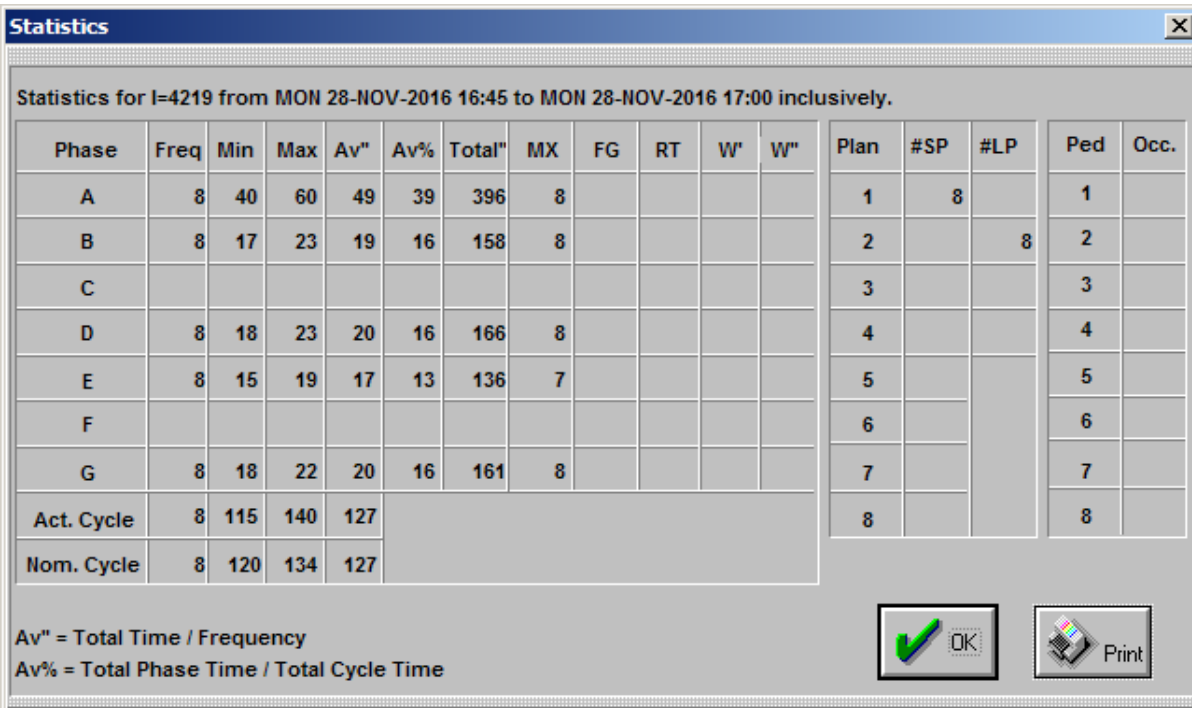 Statistics
Statistics for I=4219 from MON 28-NOV-2016 16:45 to MON 28-NOV-2016 17:00 inclusively.
Phase Freq Min Max Av" Av% Total" MX FG RT W' W" Plan #SP #LP Ped Occ.
A 8 40 60 49 39 396 8 1 8 1
B 8 17 23 19 16 158 8 2 8 2
C 3 3
D 8 18 23 20 16 166 8 4 4
E 8 15 19 17 13 136 7 5 5
F 6 6
G 8 18 22 20 16 161 8 7 7
Act. Cycle 8 115 140 127 8 8
Nom. Cycle 8 120 134 127
Av" = Total Time / Frequency
Av% = Total Phase Time / Total Cycle Time
OK
Print